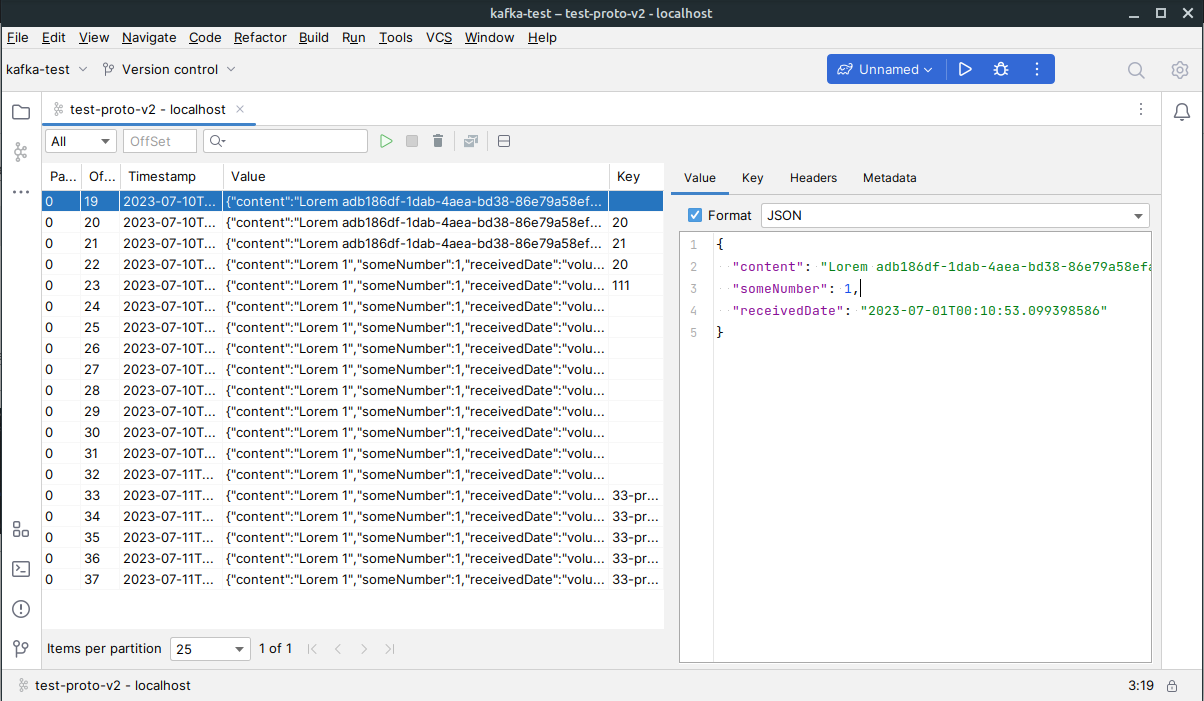 kafka-test – test-proto-v2 - localhost
File Edit View Navigate Code Refactor Build Run Tools VCS Window Help
kafka-test Version control Unnamed
test-proto-v2 - localhost
All OffSet
Pa... Of... Timestamp Value Key
0 19 2023-07-10T... {"content":"Lorem adb186df-1dab-4aea-bd38-86e79a58ef...
0 20 2023-07-10T... {"content":"Lorem adb186df-1dab-4aea-bd38-86e79a58ef... 20
0 21 2023-07-10T... {"content":"Lorem adb186df-1dab-4aea-bd38-86e79a58ef... 21
0 22 2023-07-10T... {"content":"Lorem 1","someNumber":1,"receivedDate":"volu... 20
0 23 2023-07-10T... {"content":"Lorem 1","someNumber":1,"receivedDate":"volu... 111
0 24 2023-07-10T... {"content":"Lorem 1","someNumber":1,"receivedDate":"volu...
0 25 2023-07-10T... {"content":"Lorem 1","someNumber":1,"receivedDate":"volu...
0 26 2023-07-10T... {"content":"Lorem 1","someNumber":1,"receivedDate":"volu...
0 27 2023-07-10T... {"content":"Lorem 1","someNumber":1,"receivedDate":"volu...
0 28 2023-07-10T... {"content":"Lorem 1","someNumber":1,"receivedDate":"volu...
0 29 2023-07-10T... {"content":"Lorem 1","someNumber":1,"receivedDate":"volu...
0 30 2023-07-10T... {"content":"Lorem 1","someNumber":1,"receivedDate":"volu...
0 31 2023-07-10T... {"content":"Lorem 1","someNumber":1,"receivedDate":"volu...
0 32 2023-07-11T... {"content":"Lorem 1","someNumber":1,"receivedDate":"volu...
0 33 2023-07-11T... {"content":"Lorem 1","someNumber":1,"receivedDate":"volu... 33-pr...
0 34 2023-07-11T... {"content":"Lorem 1","someNumber":1,"receivedDate":"volu... 33-pr...
0 35 2023-07-11T... {"content":"Lorem 1","someNumber":1,"receivedDate":"volu... 33-pr...
0 36 2023-07-11T... {"content":"Lorem 1","someNumber":1,"receivedDate":"volu... 33-pr...
0 37 2023-07-11T... {"content":"Lorem 1","someNumber":1,"receivedDate":"volu... 33-pr...
Items per partition 25 1 of 1
Value Key Headers Metadata
Format JSON
1 {
2 "content": "Lorem adb186df-1dab-4aea-bd38-86e79a58efa
3 "someNumber": 1,
4 "receivedDate": "2023-07-01T00:10:53.099398586"
5 }
test-proto-v2 - localhost 3:19